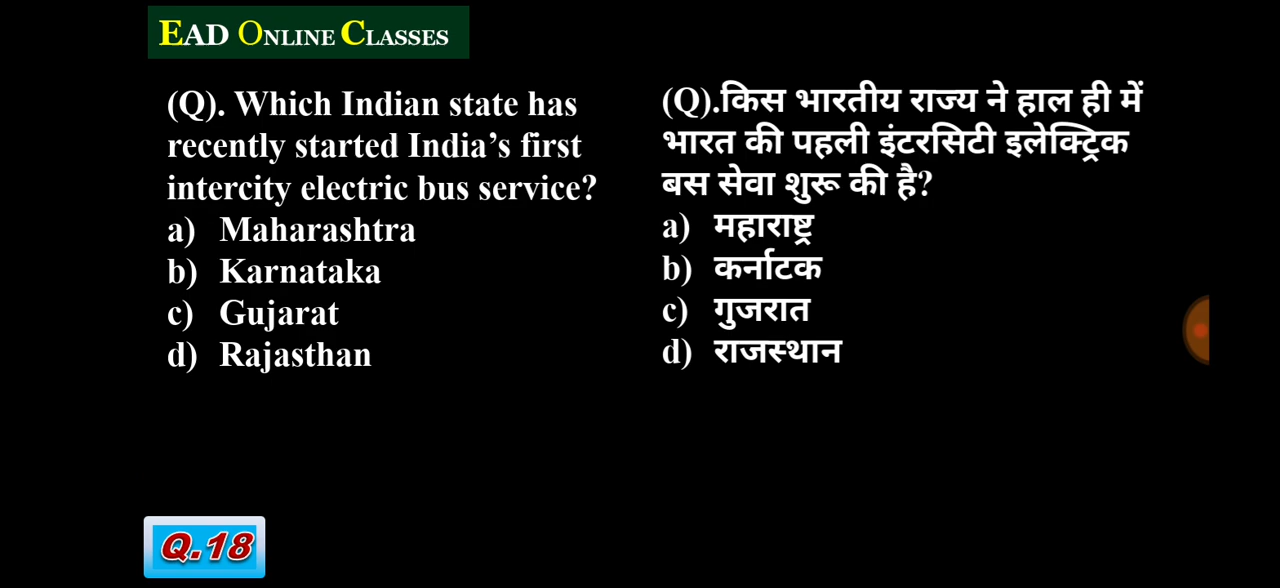 EAD ONLINE CLASSES
(Q). Which Indian state has
recently started India’s first
intercity electric bus service?
a) Maharashtra
b) Karnataka
c) Gujarat
d) Rajasthan
(Q).किस भारतीय राज्य ने हाल ही में
भारत की पहली इंटरसिटी इलेक्ट्रिक
बस सेवा शुरू की है?
a) महाराष्ट्र
b) कर्नाटक
c) गुजरात
d) राजस्थान
Q.18